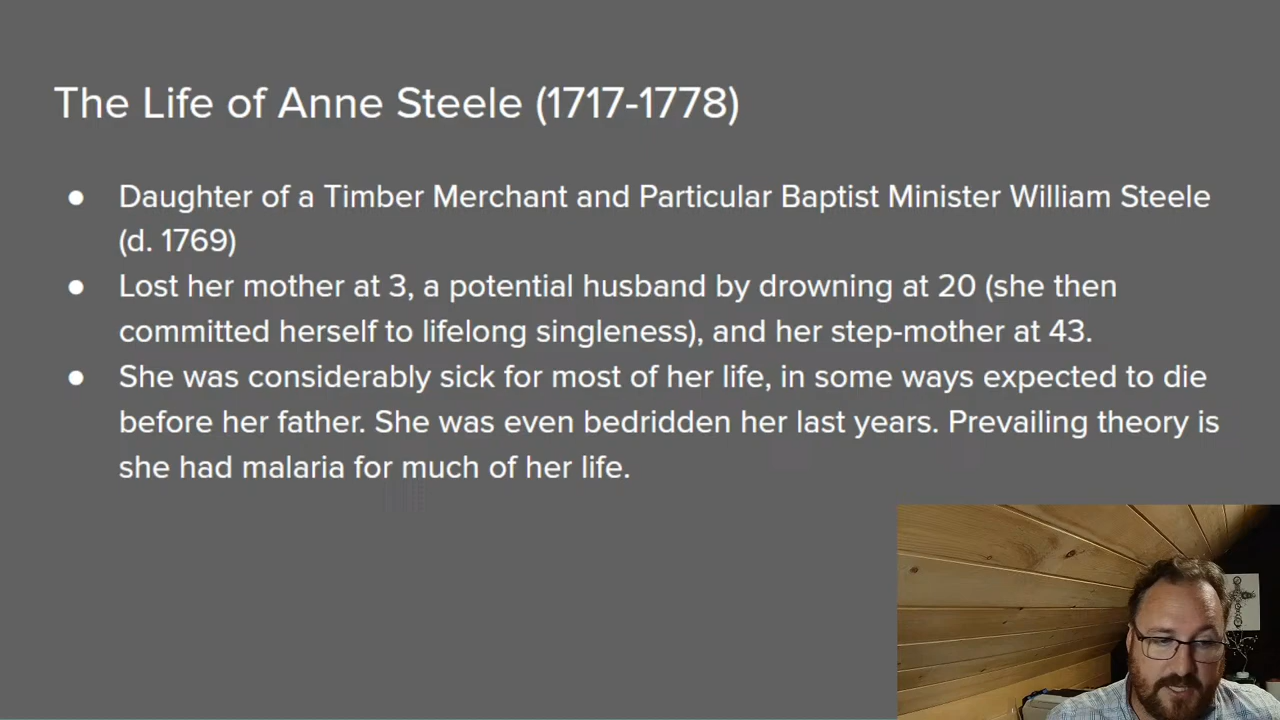 The Life of Anne Steele (1717-1778)
● Daughter of a Timber Merchant and Particular Baptist Minister William Steele
(d. 1769)
● Lost her mother at 3, a potential husband by drowning at 20 (she then
committed herself to lifelong singleness), and her step-mother at 43.
● She was considerably sick for most of her life, in some ways expected to die
before her father. She was even bedridden her last years. Prevailing theory is
she had malaria for much of her life.